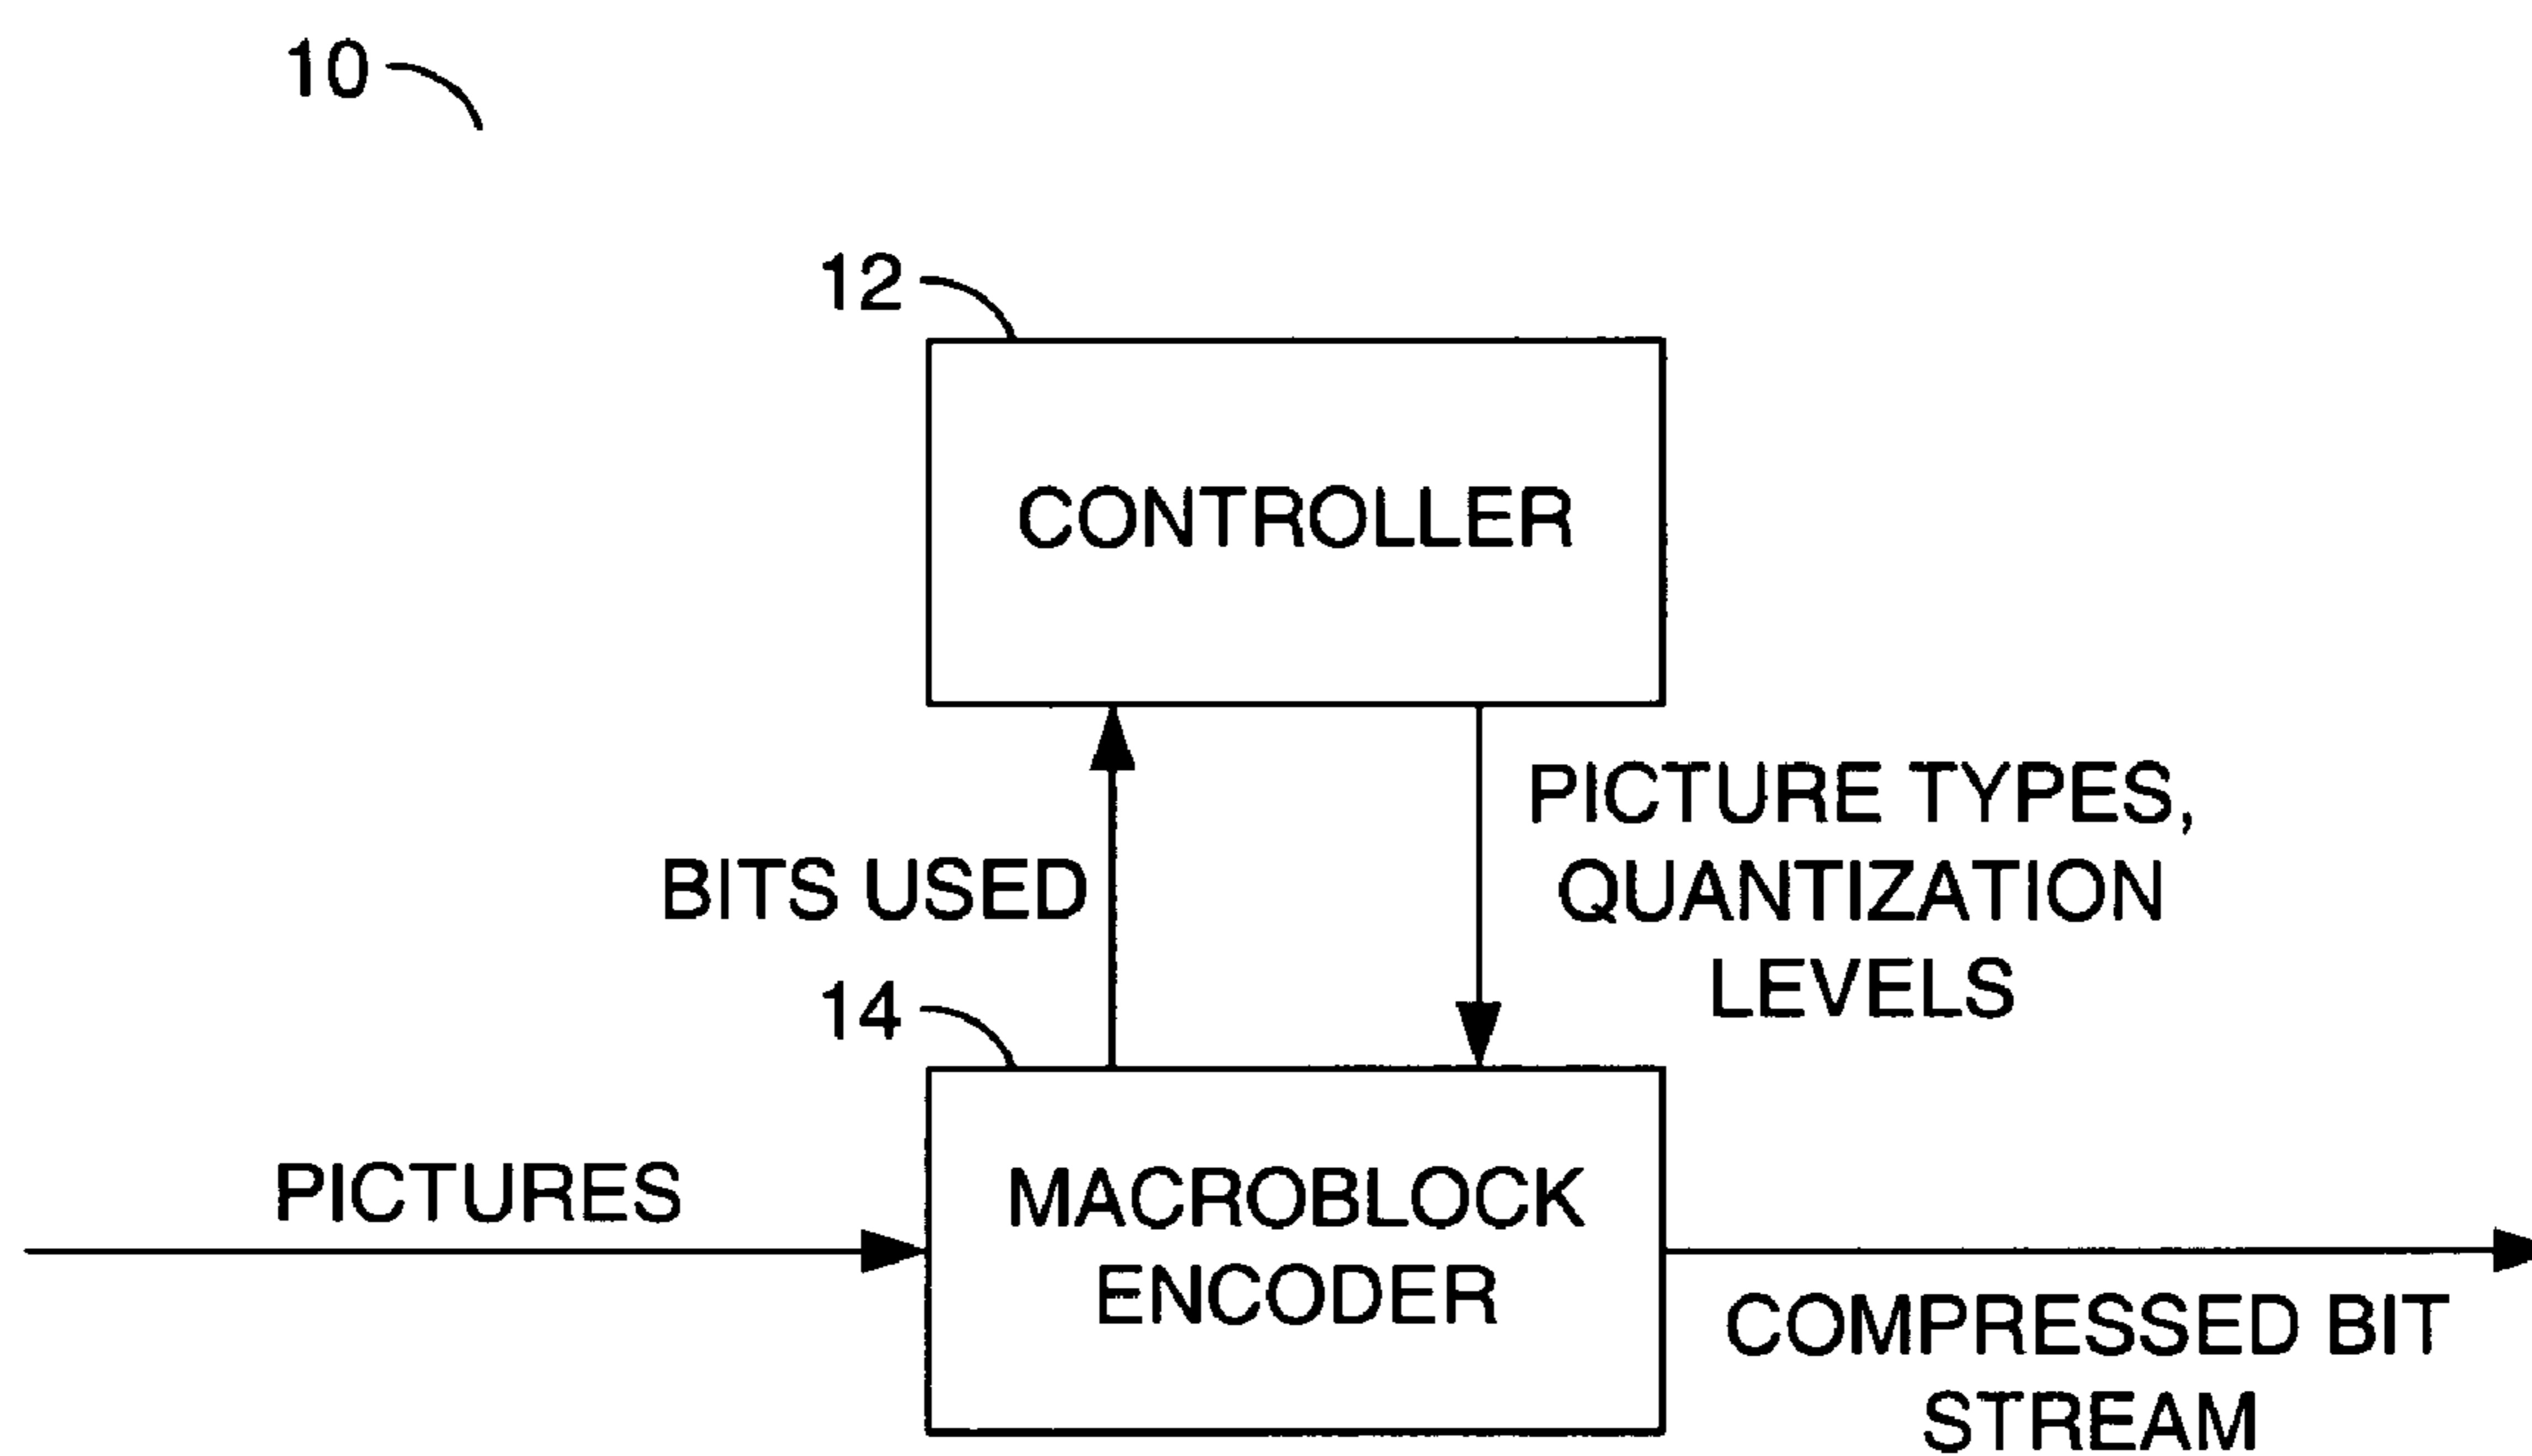 10
12
CONTROLLER
PICTURE TYPES,
QUANTIZATION
LEVELS
BITS USED
14
PICTURES
MACROBLOCK
ENCODER
COMPRESSED BIT
STREAM